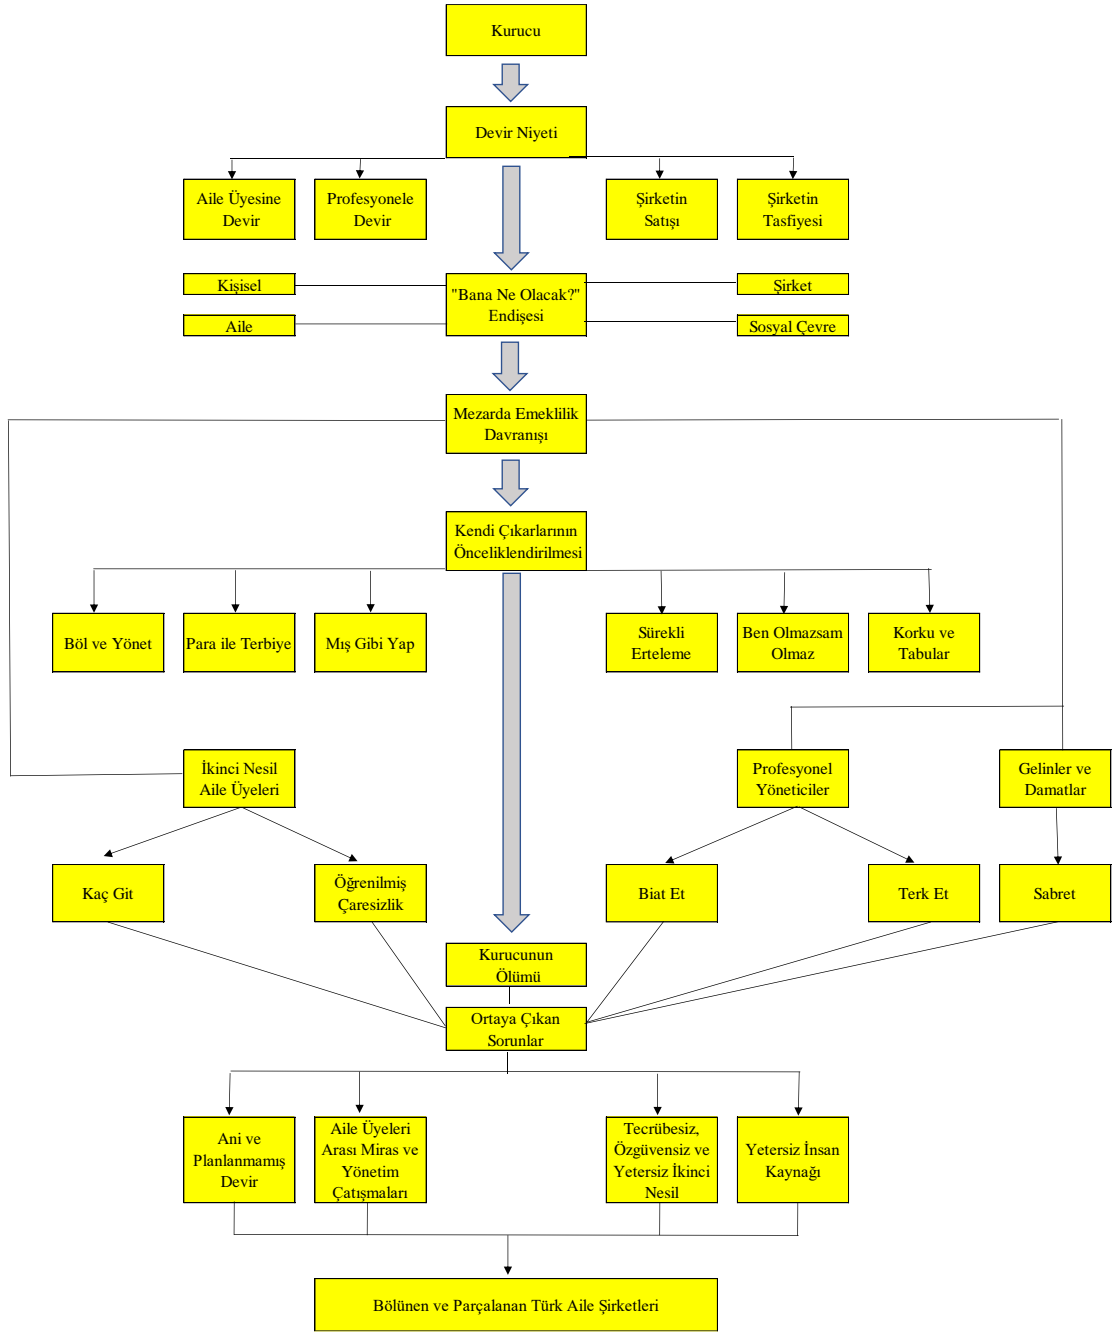 Kurucu
Devir Niyeti
Aile Üyesine
Devir
Profesyonele
Devir
Şirketin
Satışı
Şirketin
Tasfiyesi
Kişisel
Aile
"Bana Ne Olacak?"
Endişesi
Şirket
Sosyal Çevre
Mezarda Emeklilik
Davranışı
Kendi Çıkarlarının
Önceliklendirilmesi
Böl ve Yönet
Para ile Terbiye
Mış Gibi Yap
Sürekli
Erteleme
Ben Olmazsam
Olmaz
Korku ve
Tabular
İkinci Nesil
Aile Üyeleri
Profesyonel
Yöneticiler
Gelinler ve
Damatlar
Kaç Git
Öğrenilmiş
Çaresizlik
Biat Et
Terk Et
Sabret
Kurucunun
Ölümü
Ortaya Çıkan
Sorunlar
Ani ve
Planlanmamış
Devir
Aile Üyeleri
Arası Miras ve
Yönetim
Çatışmaları
Tecrübesiz,
Özgüvensiz ve
Yetersiz İkinci
Nesil
Yetersiz İnsan
Kaynağı
Bölünen ve Parçalanan Türk Aile Şirketleri